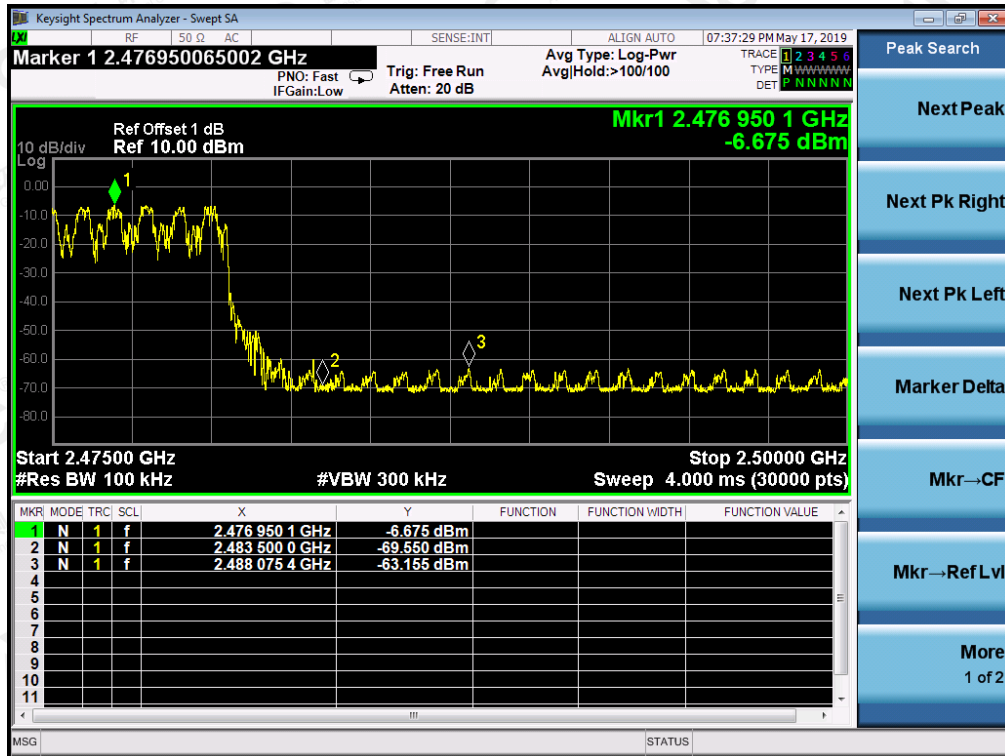 Keysight Spectrum Analyzer - Swept SA
LXI RF 50 Ω AC SENSE:INT ALIGN AUTO 07:37:29 PM May 17, 2019
Marker 1 2.476950065002 GHz
PNO: Fast
IFGain:Low
Trig: Free Run
Atten: 20 dB
Avg Type: Log-Pwr
Avg|Hold:>100/100
TRACE 1 2 3 4 5 6
TYPE M WWWWW
DET P N N N N N
Mkr1 2.476 950 1 GHz
-6.675 dBm
Ref Offset 1 dB
10 dB/div Ref 10.00 dBm
Log
0.00
-10.0
-20.0
-30.0
-40.0
-50.0
-60.0
-70.0
-80.0
1
2
3
Start 2.47500 GHz Stop 2.50000 GHz
#Res BW 100 kHz #VBW 300 kHz Sweep 4.000 ms (30000 pts)
MKR MODE TRC SCL X Y FUNCTION FUNCTION WIDTH FUNCTION VALUE
1 N 1 f 2.476 950 1 GHz -6.675 dBm
2 N 1 f 2.483 500 0 GHz -69.550 dBm
3 N 1 f 2.488 075 4 GHz -63.155 dBm
4
5
6
7
8
9
10
11
MSG STATUS
Peak Search
Next Peak
Next Pk Right
Next Pk Left
Marker Delta
Mkr→CF
Mkr→Ref Lvl
More
1 of 2